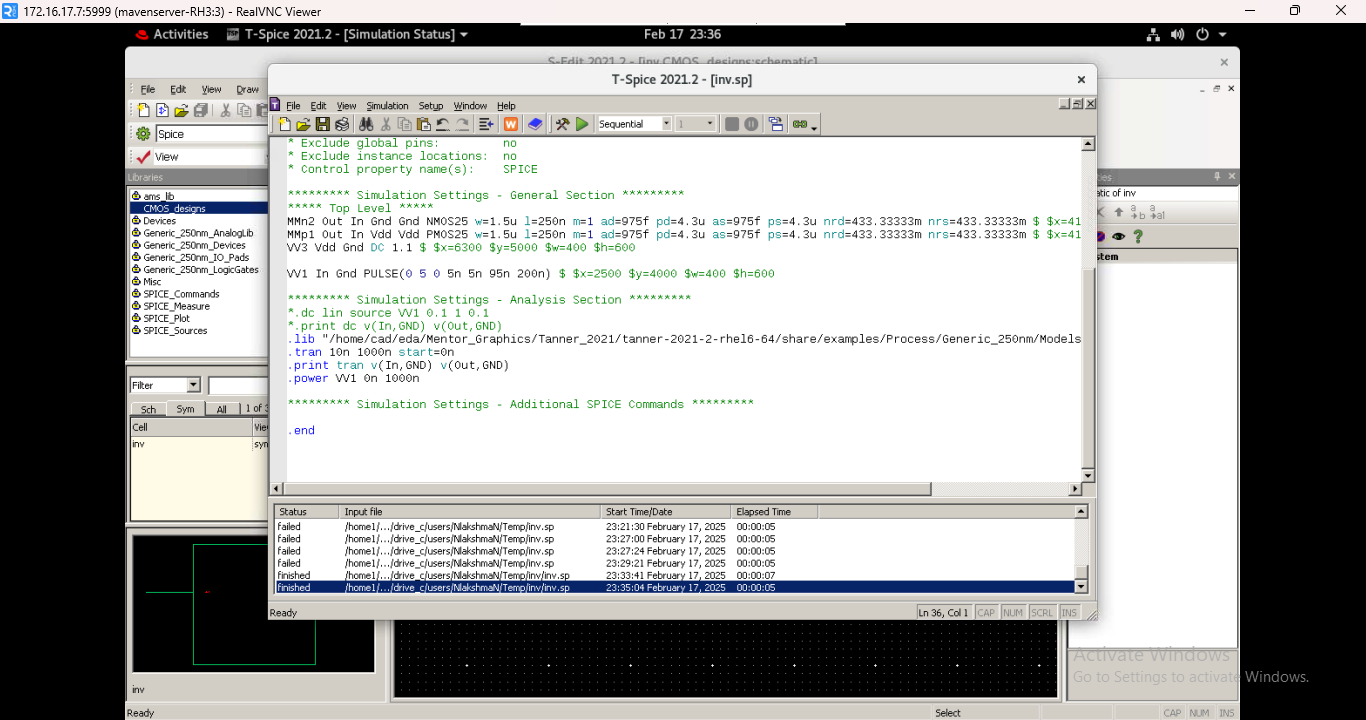 172.16.17.7:5999 (mavenserver-RH3:3) - RealVNC Viewer
Activities T-Spice 2021.2 - [Simulation Status] Feb 17 23:36
T-Spice 2021.2 - [inv.sp]
File Edit View Draw
File Edit View Simulation Setup Window Help
Spice
Sequential 1
View
Libraries
ams_lib
CMOS_designs
Devices
Generic_250nm_AnalogLib
Generic_250nm_Devices
Generic_250nm_IO_Pads
Generic_250nm_LogicGates
Misc
SPICE_Commands
SPICE_Measure
SPICE_Plot
SPICE_Sources
Filter
Sch Sym All 1 of
Cell
inv
inv
Ready
* Exclude global pins: no
* Exclude instance locations: no
* Control property name(s): SPICE
********* Simulation Settings - General Section *********
***** Top Level *****
MMn2 Out In Gnd Gnd NMOS25 w=1.5u l=250n m=1 ad=975f pd=4.3u as=975f ps=4.3u nrd=433.33333m nrs=433.33333m $ $x=41
MMp1 Out In Vdd Vdd PMOS25 w=1.5u l=250n m=1 ad=975f pd=4.3u as=975f ps=4.3u nrd=433.33333m nrs=433.33333m $ $x=41
VV3 Vdd Gnd DC 1.1 $ $x=6300 $y=5000 $w=400 $h=600
VV1 In Gnd PULSE(0 5 0 5n 5n 95n 200n) $ $x=2500 $y=4000 $w=400 $h=600
********* Simulation Settings - Analysis Section *********
*.dc lin source VV1 0.1 1 0.1
*.print dc v(In,GND) v(Out,GND)
.lib "/home/cad/eda/Mentor_Graphics/Tanner_2021/tanner-2021-2-rhel6-64/share/examples/Process/Generic_250nm/Models
.tran 10n 1000n start=0n
.print tran v(In,GND) v(Out,GND)
.power VV1 0n 1000n
********* Simulation Settings - Additional SPICE Commands *********
.end
Status Input file Start Time/Date Elapsed Time
failed /home1/.../drive_c/users/NlakshmaN/Temp/inv.sp 23:21:30 February 17, 2025 00:00:05
failed /home1/.../drive_c/users/NlakshmaN/Temp/inv.sp 23:27:00 February 17, 2025 00:00:05
failed /home1/.../drive_c/users/NlakshmaN/Temp/inv.sp 23:27:24 February 17, 2025 00:00:05
failed /home1/.../drive_c/users/NlakshmaN/Temp/inv.sp 23:29:21 February 17, 2025 00:00:05
finished /home1/.../drive_c/users/NlakshmaN/Temp/inv/inv.sp 23:33:41 February 17, 2025 00:00:07
finished /home1/.../drive_c/users/NlakshmaN/Temp/inv/inv.sp 23:35:04 February 17, 2025 00:00:05
Ready Ln 36, Col 1 CAP NUM SCRL INS
atic of inv
Activate Windows
Go to Settings to activate Windows.
Select CAP NUM INS